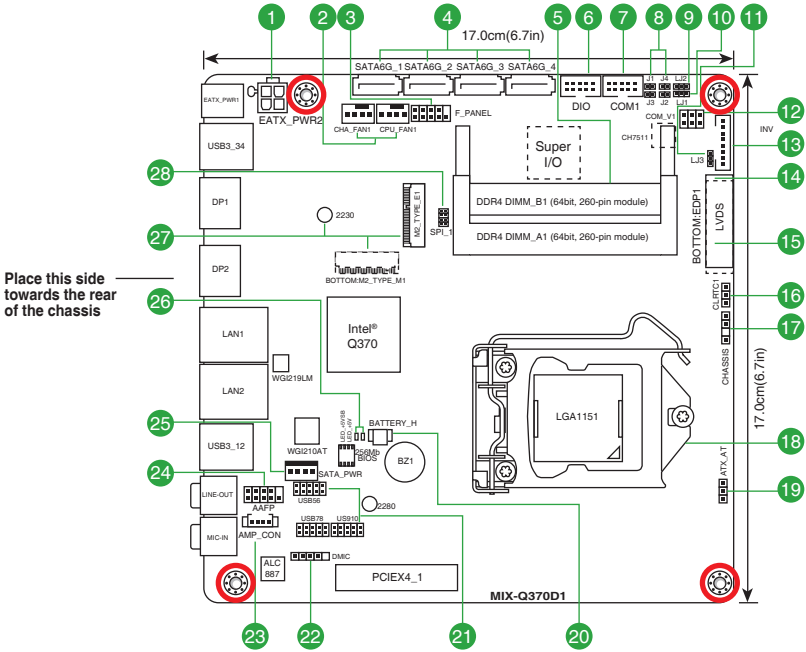 1
2
3
4
5
6
7
8
9
10
11
17.0cm(6.7in)
SATA6G_1
SATA6G_2
SATA6G_3
SATA6G_4
J1
J4
LJ2
J3
J2
LJ1
EATX_PWR1
EATX_PWR2
CHA_FAN1
CPU_FAN1
F_PANEL
DIO
COM1
COM_V1
12
INV
CH7511
13
USB3_34
Super
I/O
LJ3
28
14
DP1
2230
M2_TYPE_E1
SPI_1
DDR4 DIMM_B1 (64bit, 260-pin module)
BOTTOM:EDP1
LVDS
27
DDR4 DIMM_A1 (64bit, 260-pin module)
15
DP2
BOTTOM:M2_TYPE_M1
Place this side
towards the rear
of the chassis
26
CLRTC1
16
LAN1
Intel®
Q370
17
WGI219LM
CHASSIS
17.0cm(6.7in)
LAN2
LGA1151
25
WGI210AT
LED_+5VSB
LED_+5V
BATTERY_H
18
USB3_12
256Mb
BIOS
BZ1
24
SATA_PWR
ATX_AT
19
LINE-OUT
AAFP
USB56
2280
MIC-IN
AMP_CON
USB78
US910
ALC
887
DMIC
PCIEX4_1
MIX-Q370D1
23
22
21
20